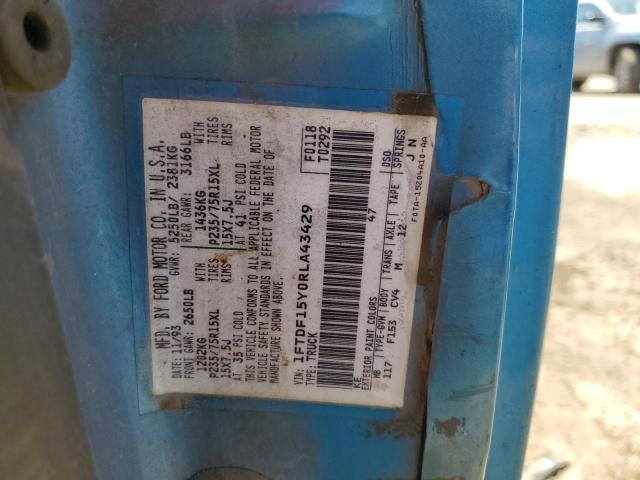 MFG. BY FORD MOTOR CO. IN U.S.A.
DATE: 11/93 GVWR: 5250LB/ 2381KG
FRONT GAWR: 2650LB REAR GAWR: 3166LB
1202KG WITH 1436KG WITH
P235/75R15XL TIRES P235/75R15XL TIRES
15X7.5J RIMS 15X7.5J RIMS
AT 35 PSI COLD AT 41 PSI COLD
THIS VEHICLE CONFORMS TO ALL APPLICABLE FEDERAL MOTOR
VEHICLE SAFETY STANDARDS IN EFFECT ON THE DATE OF
MANUFACTURE SHOWN ABOVE.
F0118
T0292
VIN: 1FTDF15Y0RLA43429
TYPE: TRUCK
47
KE
EXTERIOR PAINT COLORS DSO
WB TYPE-GVW BODY TRANS AXLE TAPE SPRINGS
117 F153 CV4 M 12 J N
F0TA-15204A10-AA